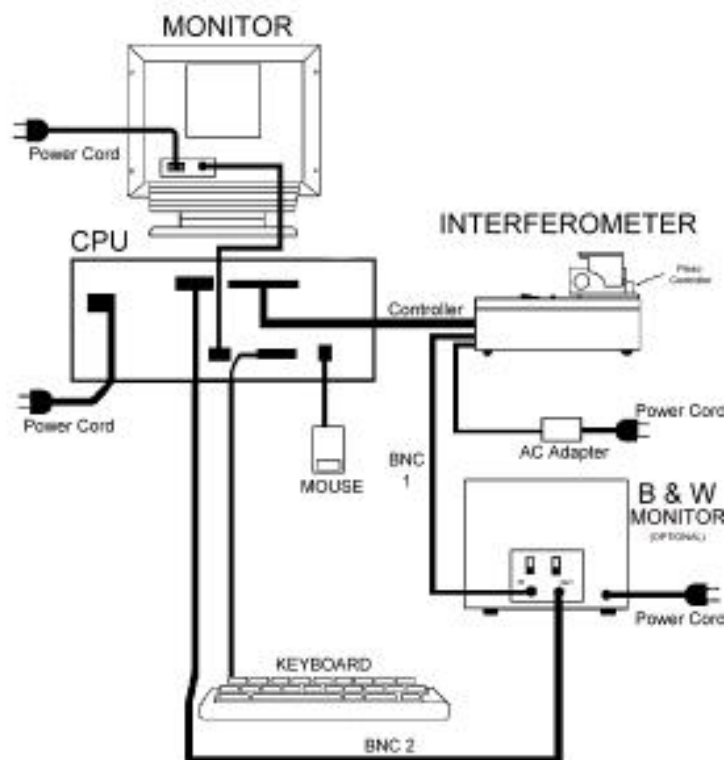 MONITOR
Power Cord
CPU
INTERFEROMETER
Controller
Controller
Power Cord
Power Cord
AC Adapter
BNC
1
MOUSE
B & W
MONITOR
(OPTIONAL)
Power Cord
KEYBOARD
BNC 2